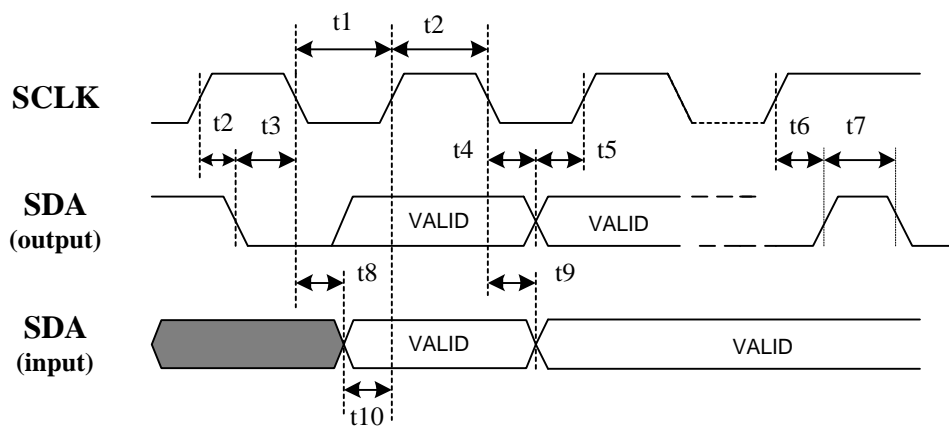 t1 t2
SCLK
t2 t3 t6 t7
t4 t5
SDA
(output)
VALID VALID
t8 t9
SDA
(input)
VALID VALID
t10